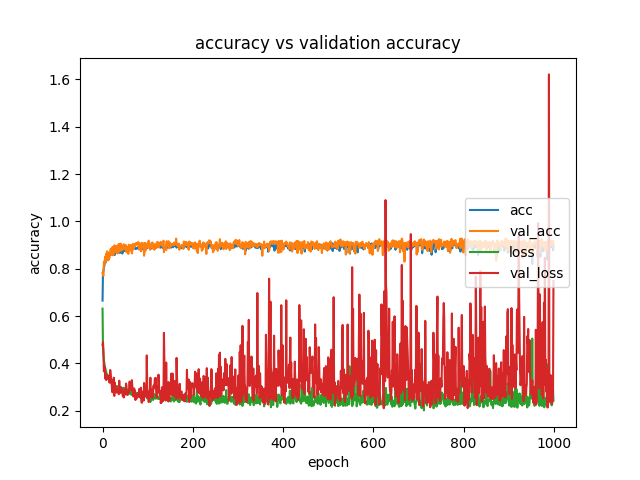 accuracy vs validation accuracy
1.6
1.4
1.2
1.0
0.8
0.6
0.4
0.2
accuracy
acc
val_acc
loss
val_loss
0 200 400 600 800 1000
epoch